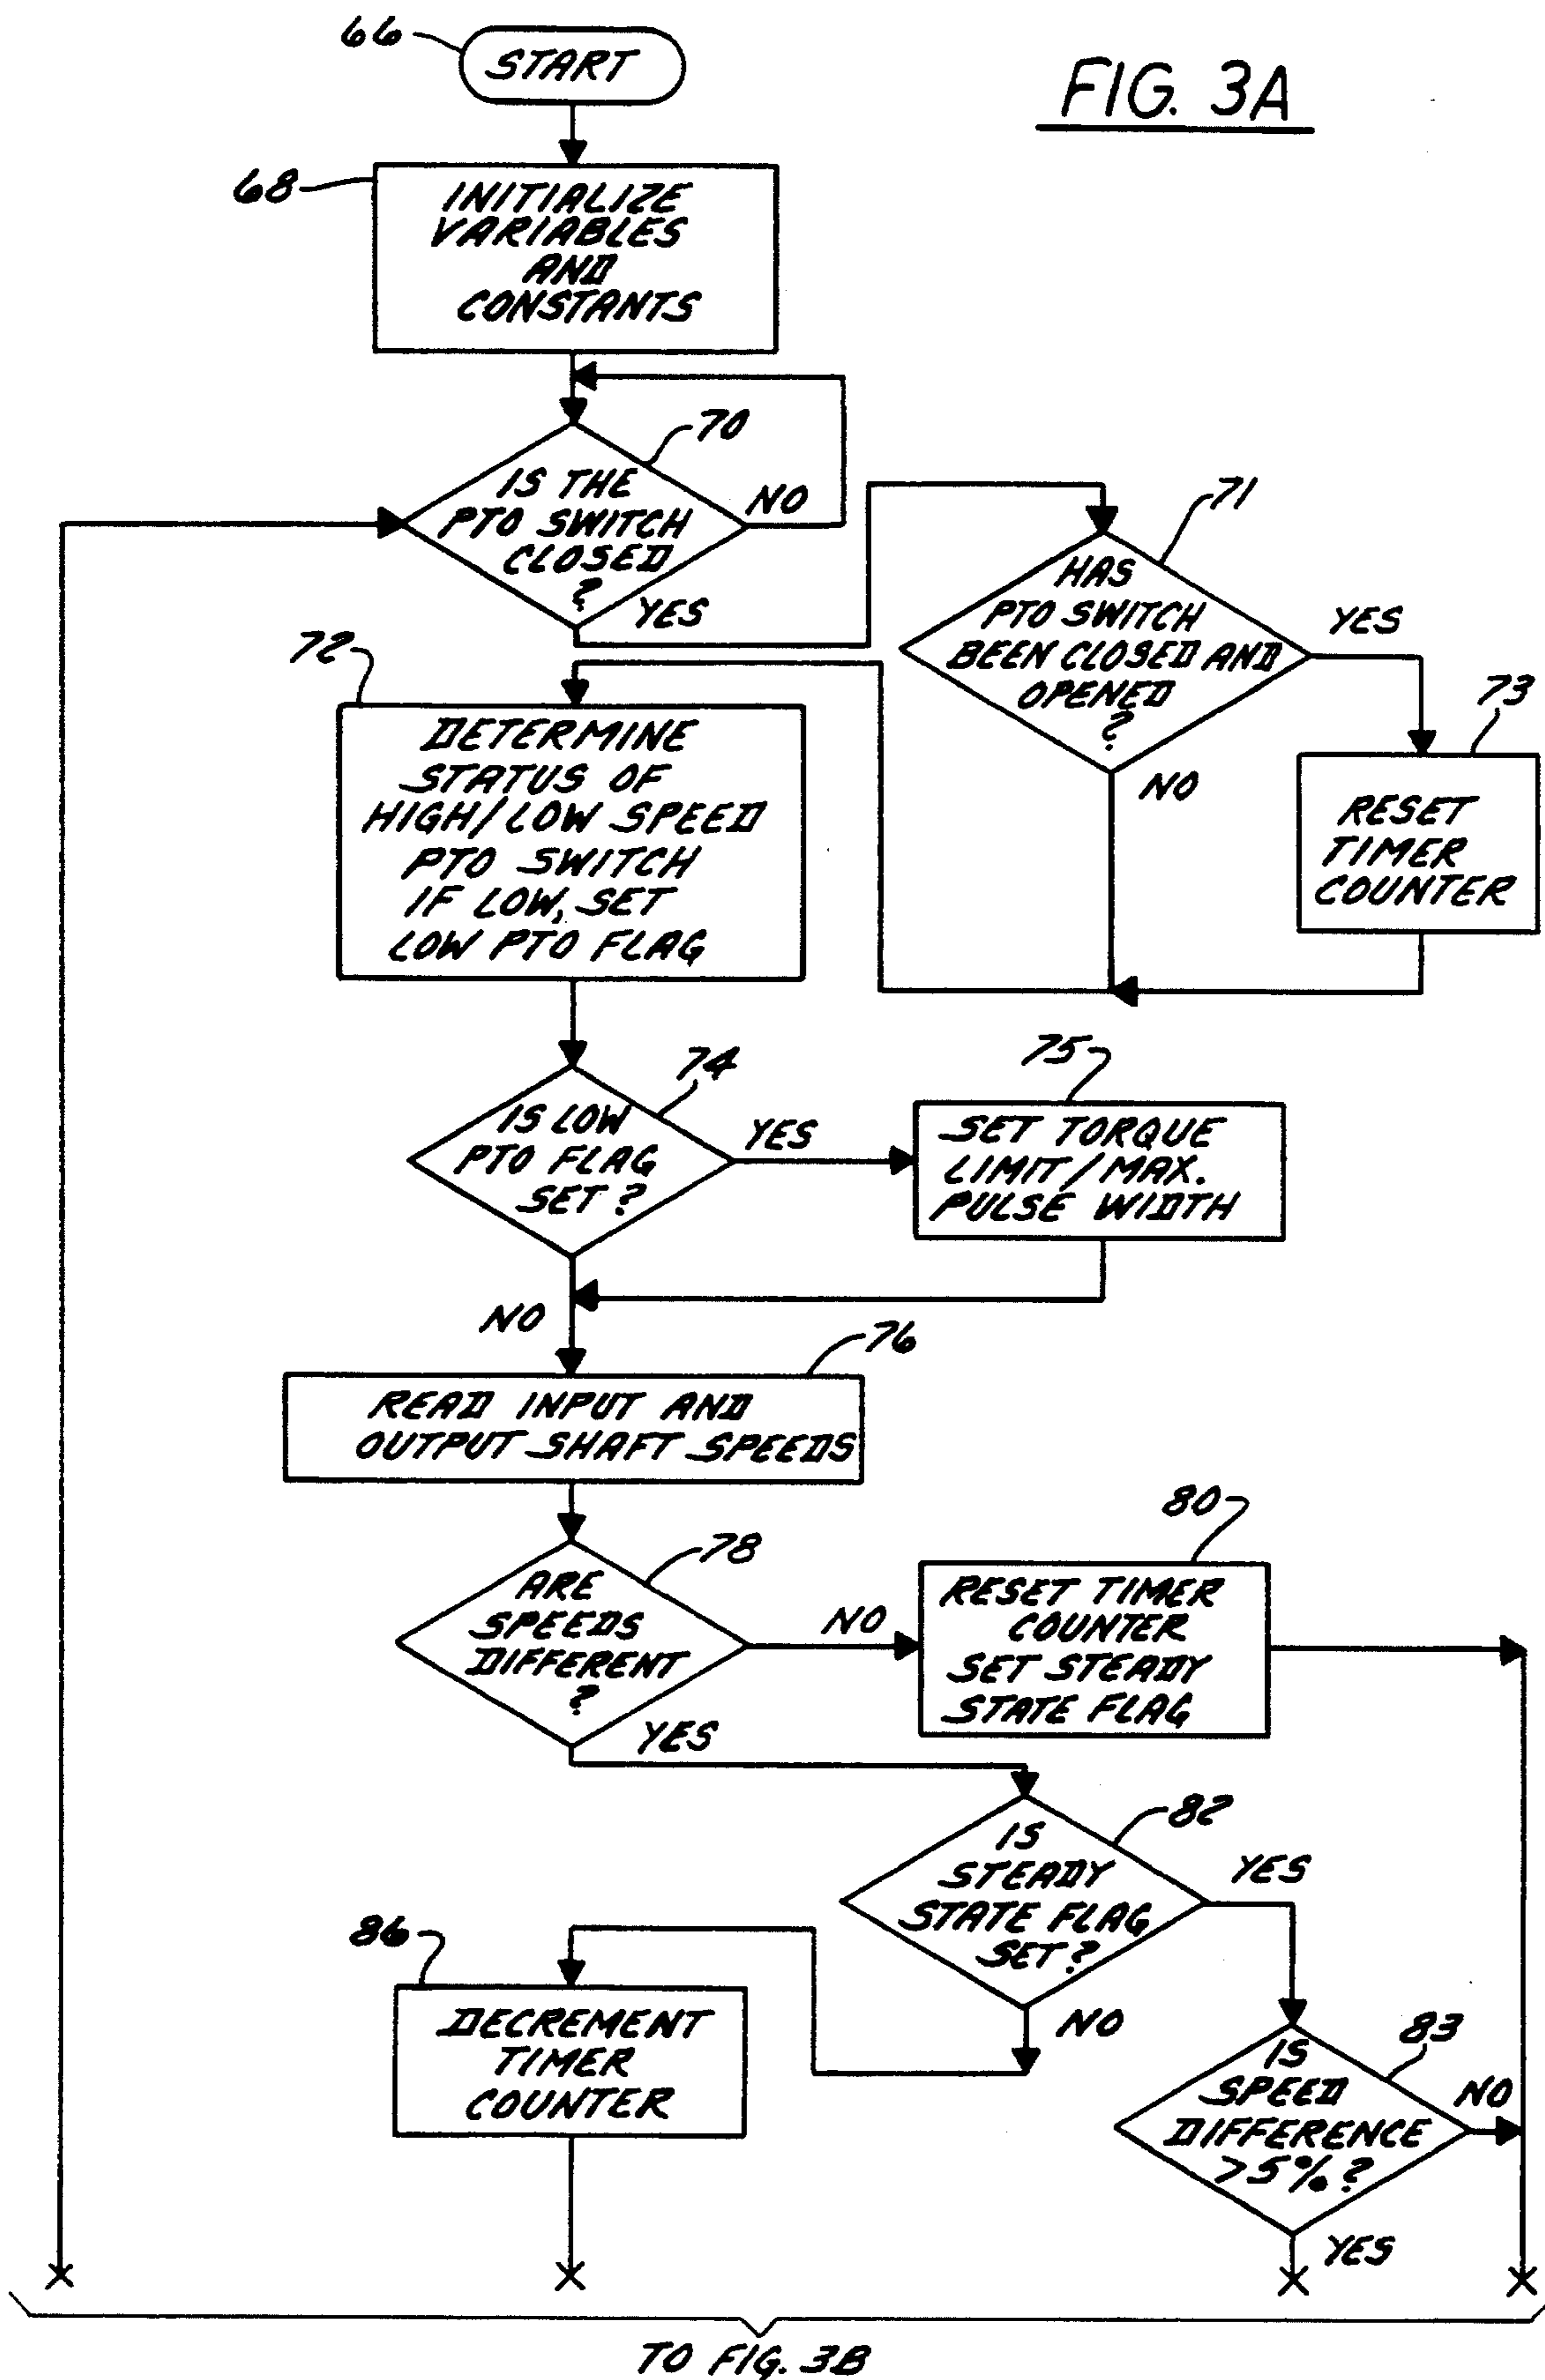 66
START
FIG. 3A
68
INITIALIZE
VARIABLES
AND
CONSTANTS
70
IS THE
PTO SWITCH
CLOSED
?
NO
YES
71
HAS
PTO SWITCH
BEEN CLOSED AND
OPENED
?
YES
NO
73
RESET
TIMER
COUNTER
72
DETERMINE
STATUS OF
HIGH/LOW SPEED
PTO SWITCH
IF LOW, SET
LOW PTO FLAG
74
IS LOW
PTO FLAG
SET?
YES
NO
75
SET TORQUE
LIMIT/MAX.
PULSE WIDTH
76
READ INPUT AND
OUTPUT SHAFT SPEEDS
78
ARE
SPEEDS
DIFFERENT
?
NO
YES
80
RESET TIMER
COUNTER
SET STEADY
STATE FLAG
82
IS
STEADY
STATE FLAG
SET?
YES
NO
86
DECREMENT
TIMER
COUNTER
83
IS
SPEED
DIFFERENCE
>5%?
NO
YES
TO FIG. 3B